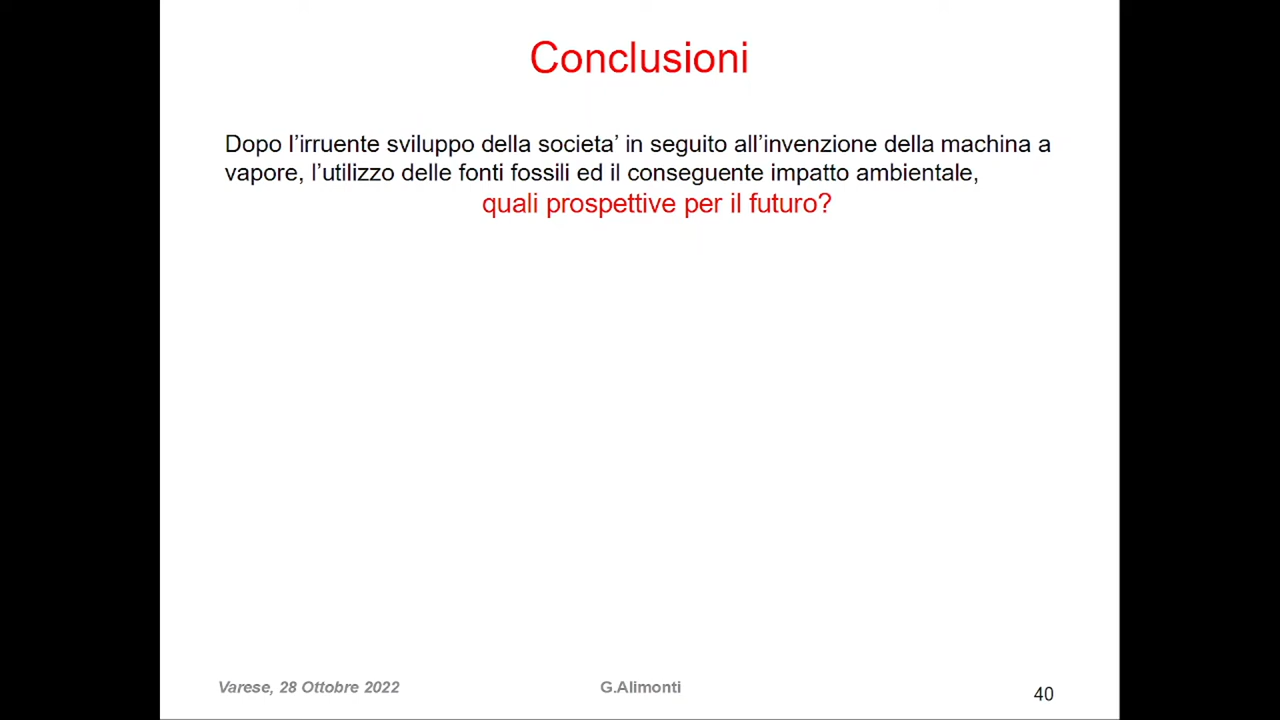 Conclusioni
Dopo l’irruente sviluppo della societa’ in seguito all’invenzione della machina a
vapore, l’utilizzo delle fonti fossili ed il conseguente impatto ambientale,
quali prospettive per il futuro?
Varese, 28 Ottobre 2022
G.Alimonti
40